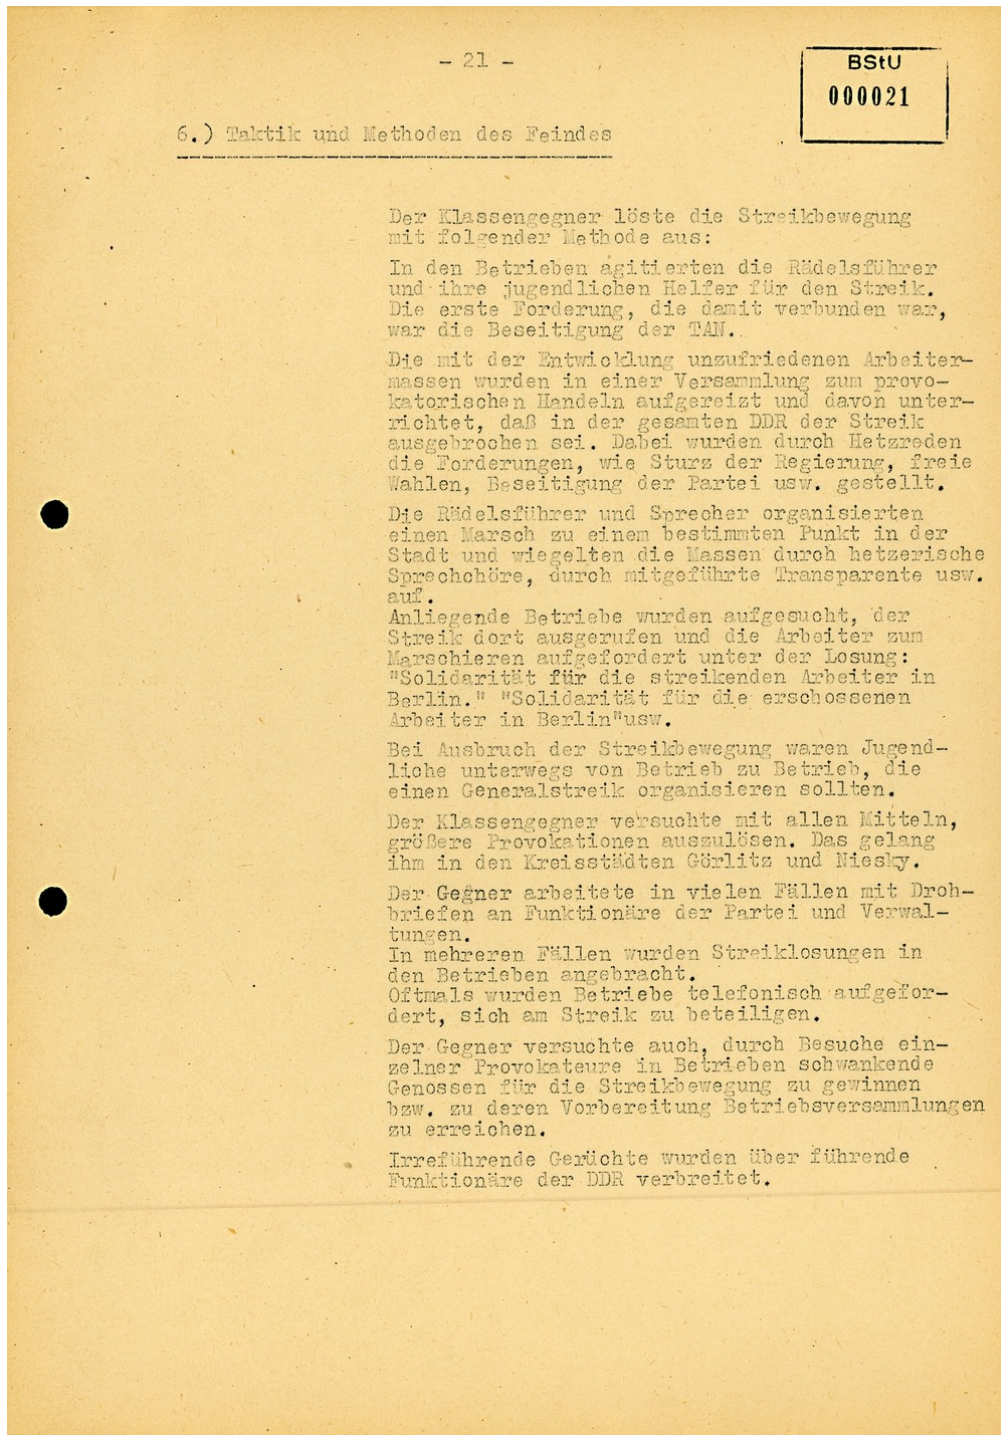 - 21 -
BStU
000021
6.) Taktik und Methoden des Feindes
Der Klassengegner löste die Streikbewegung
mit folgender Methode aus:
In den Betrieben agitierten die Rädelsführer
und ihre jugendlichen Helfer für den Streik.
Die erste Forderung, die damit verbunden war,
war die Beseitigung der TAN.
Die mit der Entwicklung unzufriedenen Arbeiter-
massen wurden in einer Versammlung zum provo-
katorischen Handeln aufgereizt und davon unter-
richtet, daß in der gesamten DDR der Streik
ausgebrochen sei. Dabei wurden durch Hetzreden
die Forderungen, wie Sturz der Regierung, freie
Wahlen, Beseitigung der Partei usw. gestellt.
Die Rädelsführer und Sprecher organisierten
einen Marsch zu einem bestimmten Punkt in der
Stadt und wiegelten die Massen durch hetzerische
Sprechchöre, durch mitgeführte Transparente usw.
auf.
Anliegende Betriebe wurden aufgesucht, der
Streik dort ausgerufen und die Arbeiter zum
Marschieren aufgefordert unter der Losung:
"Solidarität für die streikenden Arbeiter in
Berlin." "Solidarität für die erschossenen
Arbeiter in Berlin"usw.
Bei Ausbruch der Streikbewegung waren Jugend-
liche unterwegs von Betrieb zu Betrieb, die
einen Generalstreik organisieren sollten.
Der Klassengegner versuchte mit allen Mitteln,
größere Provokationen auszulösen. Das gelang
ihm in den Kreisstädten Görlitz und Niesky.
Der Gegner arbeitete in vielen Fällen mit Droh-
briefen an Funktionäre der Partei und Verwal-
tungen.
In mehreren Fällen wurden Streiklosungen in
den Betrieben angebracht.
Oftmals wurden Betriebe telefonisch aufgefor-
dert, sich am Streik zu beteiligen.
Der Gegner versuchte auch, durch Besuche ein-
zelner Provokateure in Betrieben schwankende
Genossen für die Streikbewegung zu gewinnen
bzw. zu deren Vorbereitung Betriebsversammlungen
zu erreichen.
Irreführende Gerüchte wurden über führende
Funktionäre der DDR verbreitet.